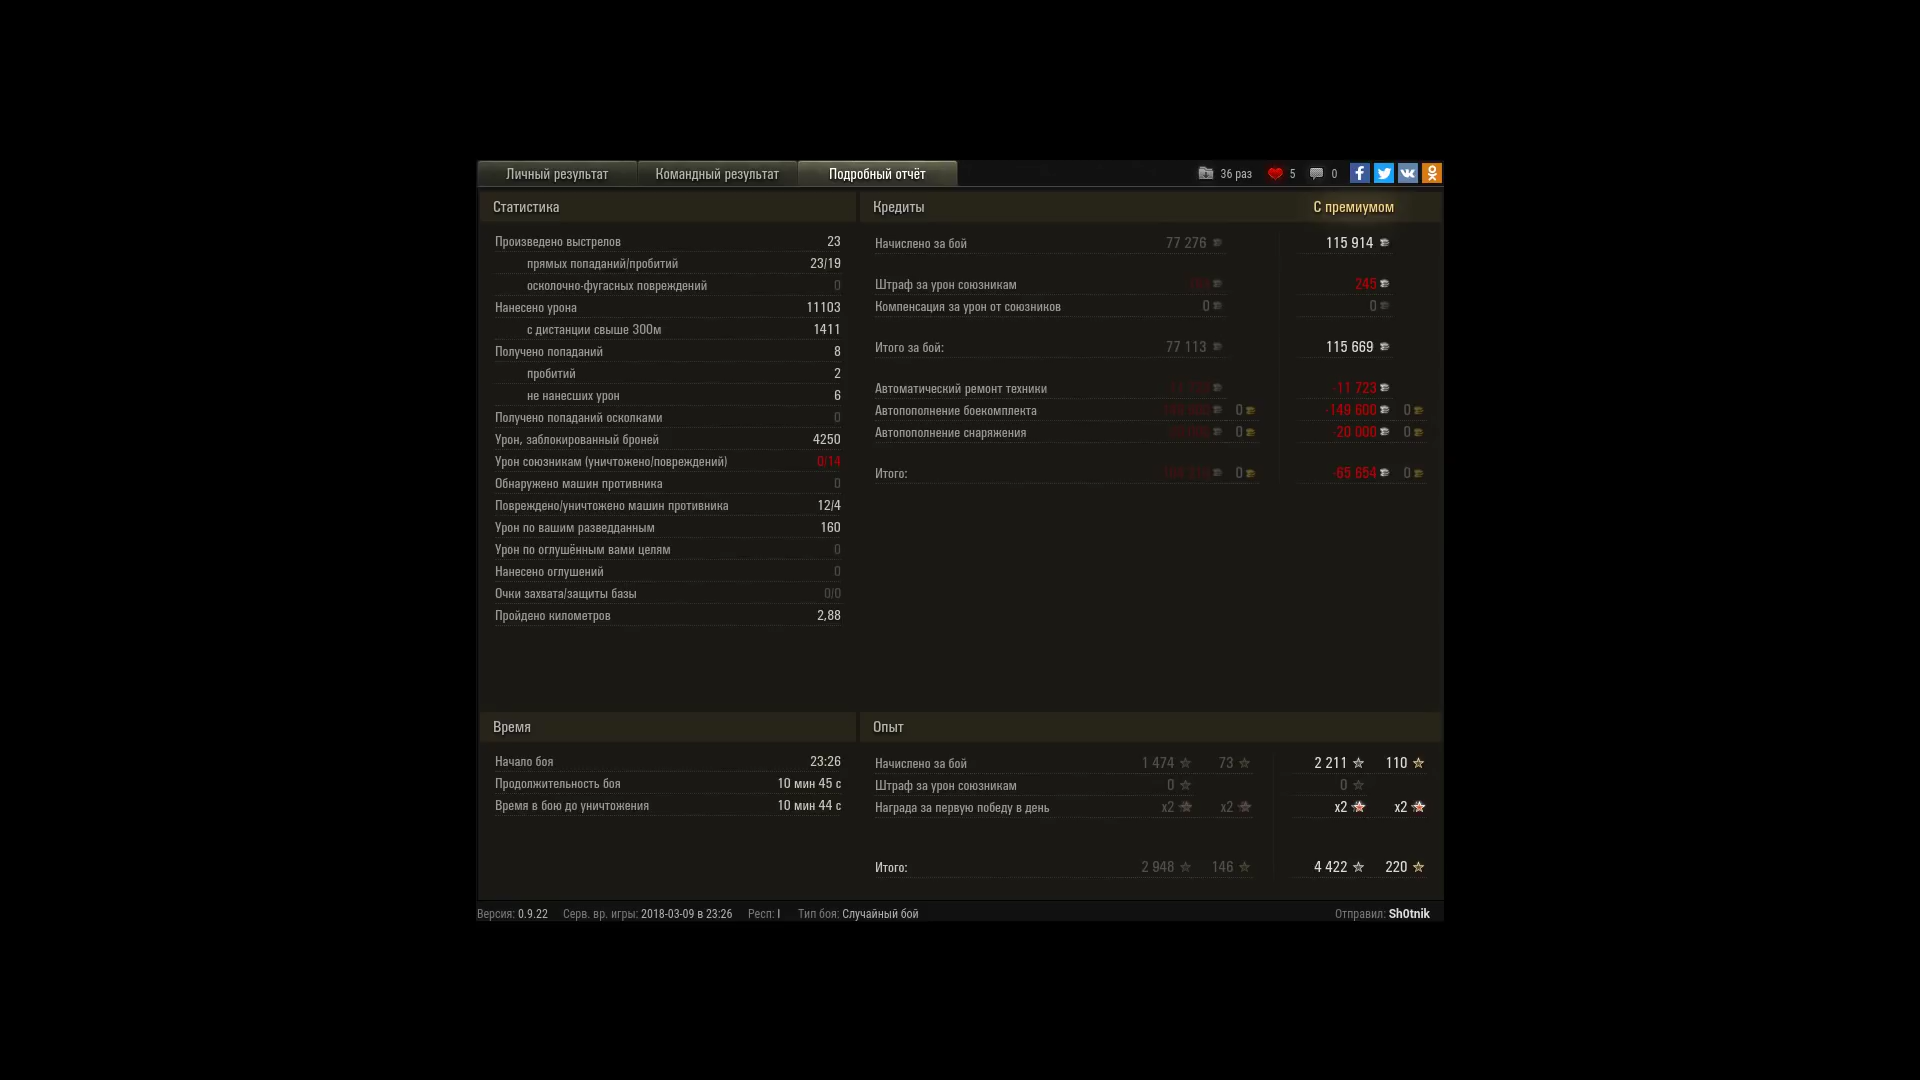 Личный результат Командный результат Подробный отчёт 36 раз 5 0
Статистика
Произведено выстрелов 23
прямых попаданий/пробитий 23/19
осколочно-фугасных повреждений 0
Нанесено урона 11103
с дистанции свыше 300м 1411
Получено попаданий 8
пробитий 2
не нанесших урон 6
Получено попаданий осколками 0
Урон, заблокированный броней 4250
Урон союзникам (уничтожено/повреждений) 0/14
Обнаружено машин противника 0
Повреждено/уничтожено машин противника 12/4
Урон по вашим разведданным 160
Урон по оглушённым вами целям 0
Нанесено оглушений 0
Очки захвата/защиты базы 0/0
Пройдено километров 2,88
Кредиты С премиумом
Начислено за бой 77 276 115 914
Штраф за урон союзникам 245
Компенсация за урон от союзников 0 0
Итого за бой: 77 113 115 669
Автоматический ремонт техники -11 723
Автопополнение боекомплекта 0 -149 600 0
Автопополнение снаряжения 0 -20 000 0
Итого: 0 -65 654 0
Время
Начало боя 23:26
Продолжительность боя 10 мин 45 с
Время в бою до уничтожения 10 мин 44 с
Опыт
Начислено за бой 1 474 73 2 211 110
Штраф за урон союзникам 0 0
Награда за первую победу в день x2 x2 x2 x2
Итого: 2 948 146 4 422 220
Версия: 0.9.22 Серв. вр. игры: 2018-03-09 в 23:26 Респ: I Тип боя: Случайный бой Отправил: Sh0tnik